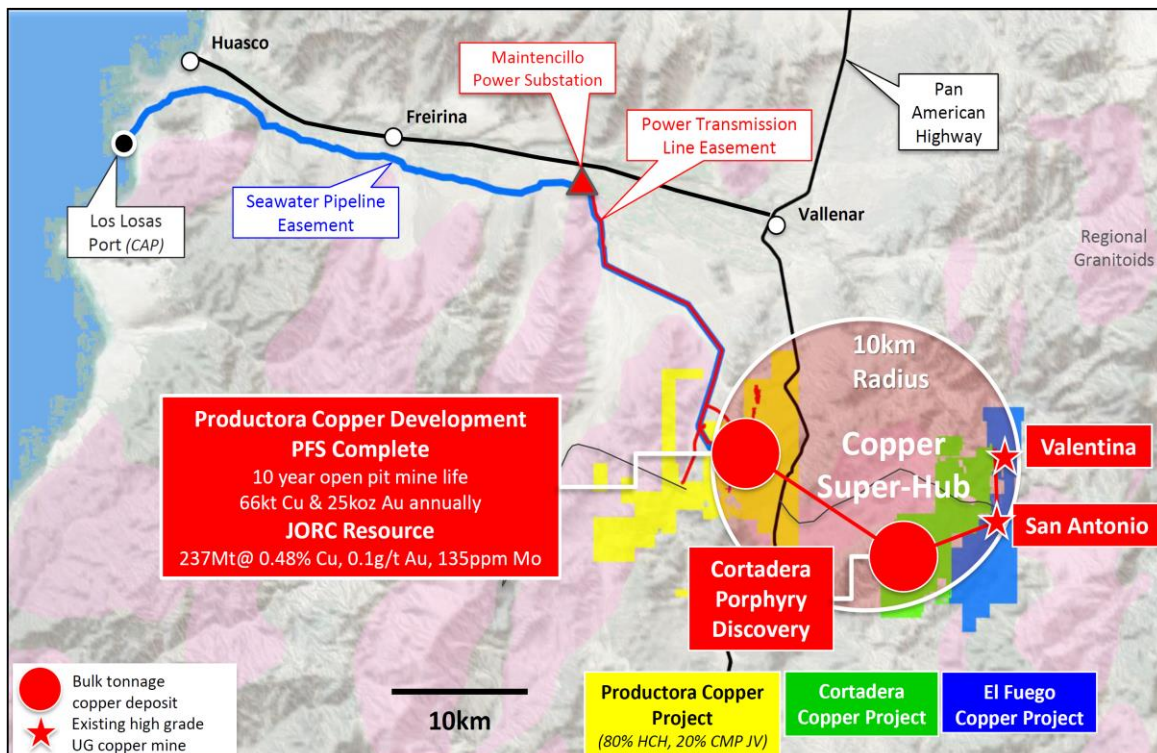 Huasco
Maintencillo
Power Substation
Freirina
Power Transmission
Line Easement
Pan
American
Highway
Los Losas
Port (CAP)
Seawater Pipeline
Easement
Vallenar
Regional
Granitoids
10km
Radius
Copper
Super-Hub
Valentina
San Antonio
Productora Copper Development
PFS Complete
10 year open pit mine life
66kt Cu & 25koz Au annually
JORC Resource
237Mt@ 0.48% Cu, 0.1g/t Au, 135ppm Mo
Cortadera
Porphyry
Discovery
Bulk tonnage
copper deposit
Existing high grade
UG copper mine
10km
Productora Copper
Project
(80% HCH, 20% CMP JV)
Cortadera
Copper Project
El Fuego
Copper Project